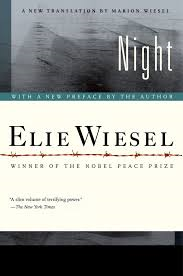 A NEW TRANSLATION BY MARION WIESEL
Night
WITH A NEW PREFACE BY THE AUTHOR
ELIE WIESEL
WINNER OF THE NOBEL PEACE PRIZE
"A slim volume of terrifying power."
—The New York Times